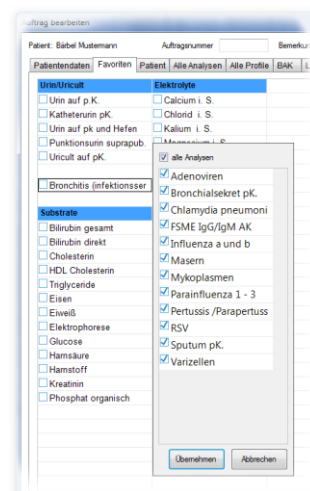 uftrag bearbeiten
Patient: Bärbel Mustermann Auftragsnummer Bemerku
Patientendaten Favoriten Patient Alle Analysen Alle Profile BAK L
Urin/Uricult Elektrolyte
Urin auf p.K. Calcium i. S.
Katheterurin pK. Chlorid i. S.
Urin auf pk und Hefen Kalium i. S.
Punktionsurin suprapub.
Uricult auf pK.
Bronchitis (infektionsser
Substrate
Bilirubin gesamt
Bilirubin direkt
Cholesterin
HDL Cholesterin
Triglyceride
Eisen
Eiweiß
Elektrophorese
Glucose
Harnsäure
Harnstoff
Kreatinin
Phosphat organisch
alle Analysen
Adenoviren
Bronchialsekret pK.
Chlamydia pneumoni
FSME IgG/IgM AK
Influenza a und b
Masern
Mykoplasmen
Parainfluenza 1 - 3
Pertussis /Parapertuss
RSV
Sputum pK.
Varizellen
Übernehmen Abbrechen